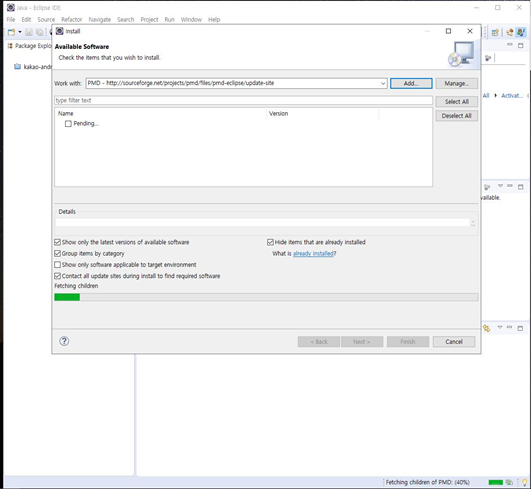 Java - Eclipse IDE
File Edit Source Refactor Navigate Search Project Run Window Help
Package Explo
kakao-andr
Install
Available Software
Check the items that you wish to install.
Work with: PMD - http://sourceforge.net/projects/pmd/files/pmd-eclipse/update-site Add... Manage...
type filter text Select All
Name Version Deselect All
Pending...
Details
Show only the latest versions of available software Hide items that are already installed
Group items by category What is already installed?
Show only software applicable to target environment
Contact all update sites during install to find required software
Fetching children
? < Back Next > Finish Cancel
All Activat...
vailable.
Fetching children of PMD: (40%)